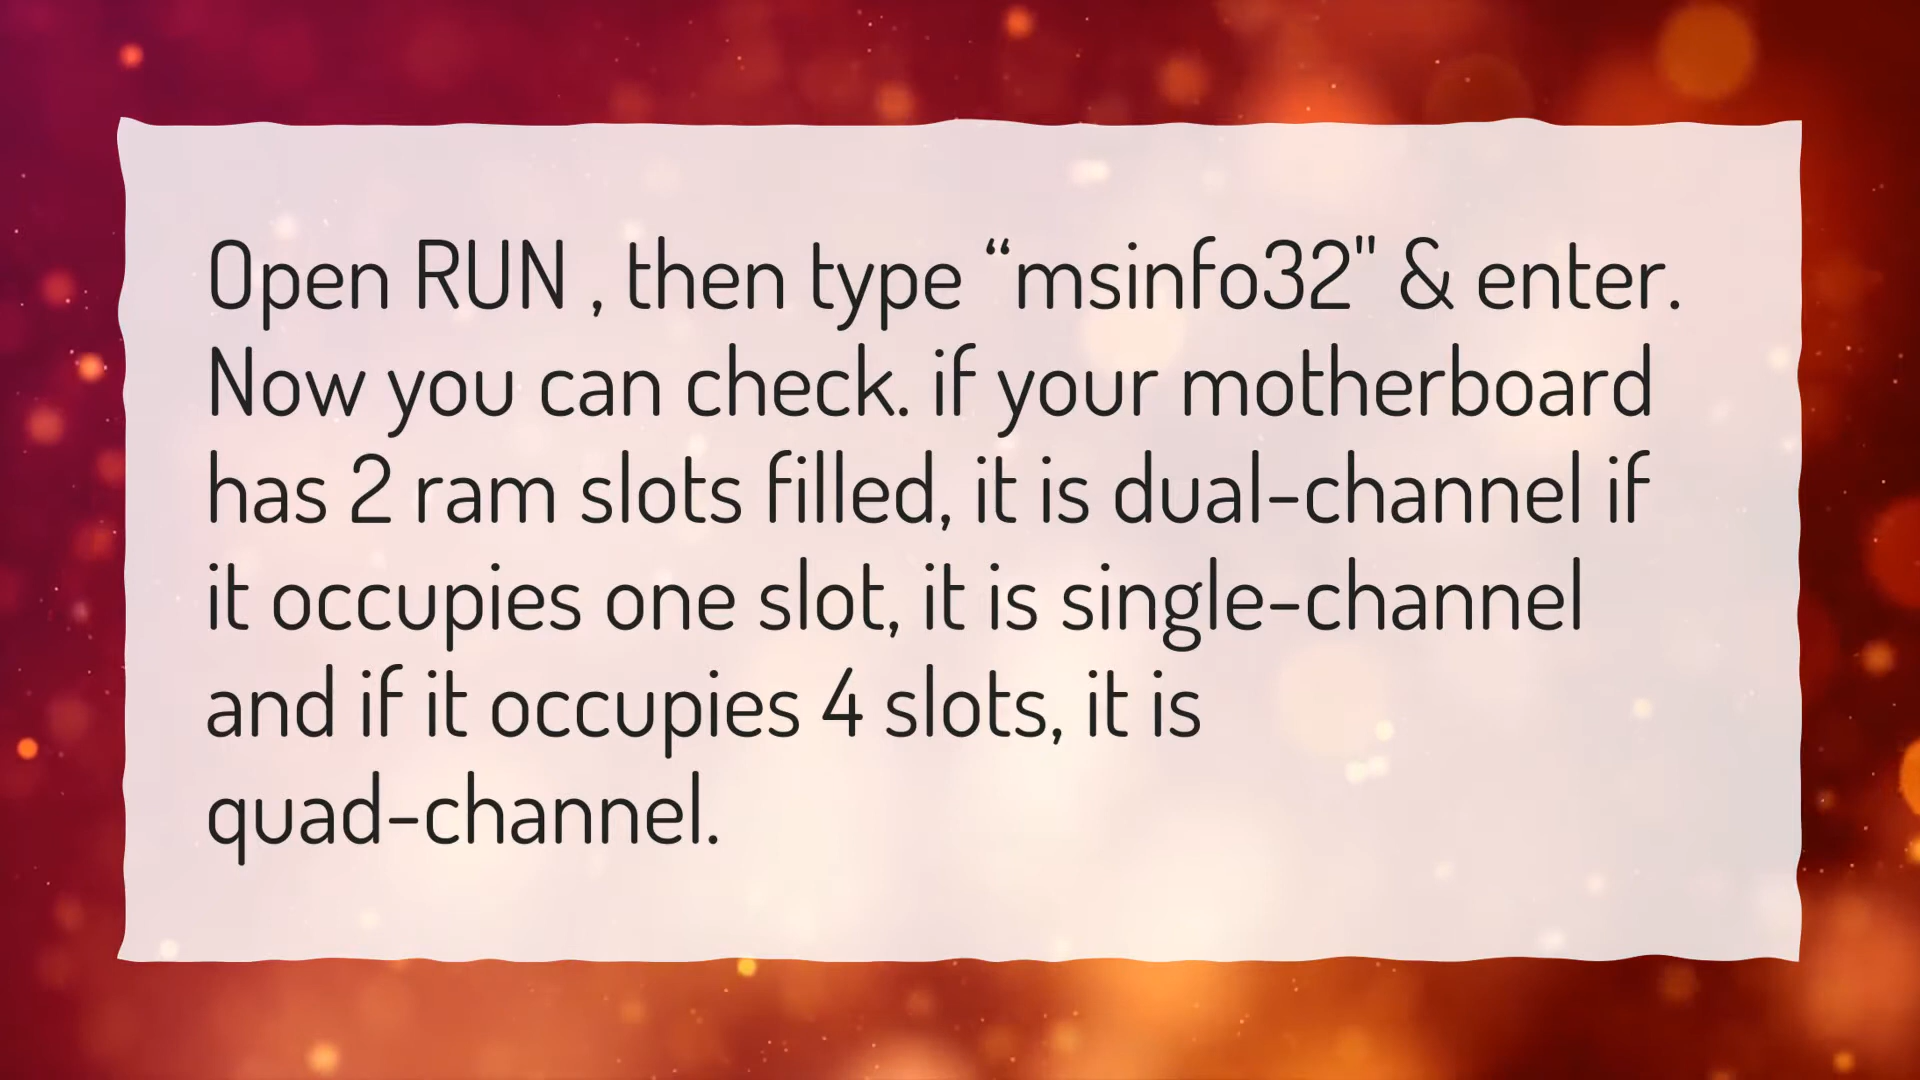 Open RUN , then type “msinfo32" & enter.
Now you can check. if your motherboard
has 2 ram slots filled, it is dual-channel if
it occupies one slot, it is single-channel
and if it occupies 4 slots, it is
quad-channel.